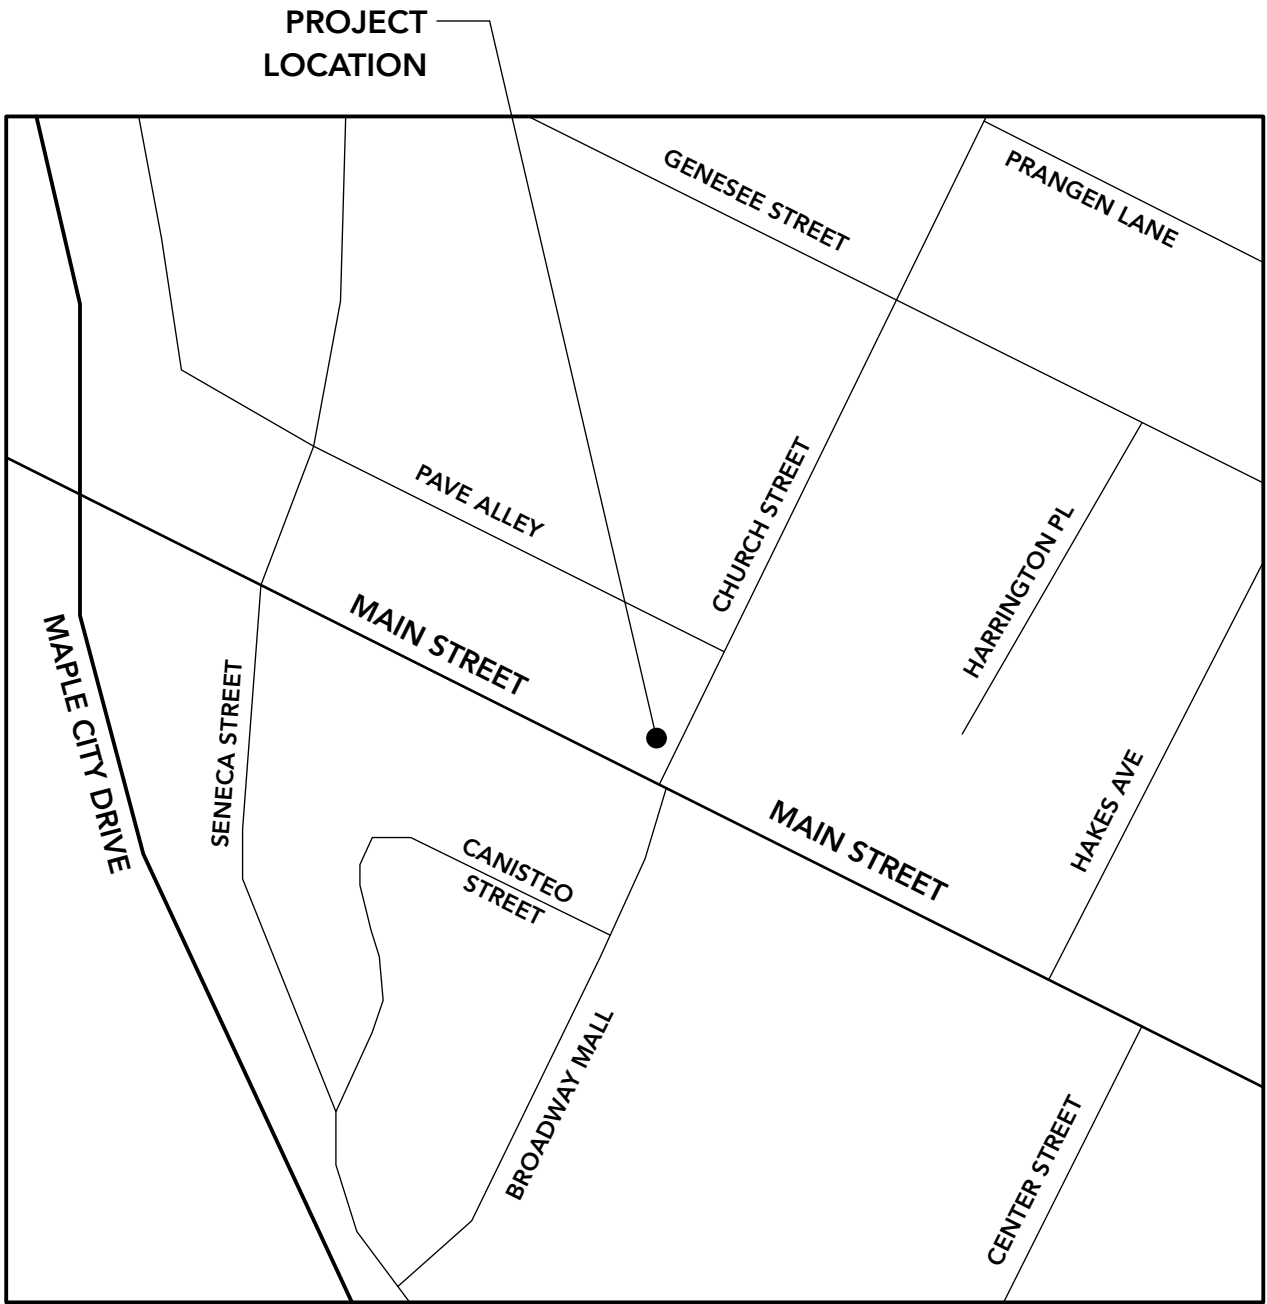 PROJECT
LOCATION
GENESEE STREET
PRANGEN LANE
PAVE ALLEY
CHURCH STREET
HARRINGTON PL
MAIN STREET
MAPLE CITY DRIVE
SENECA STREET
HAKES AVE
MAIN STREET
CANISTEO
STREET
BROADWAY MALL
CENTER STREET